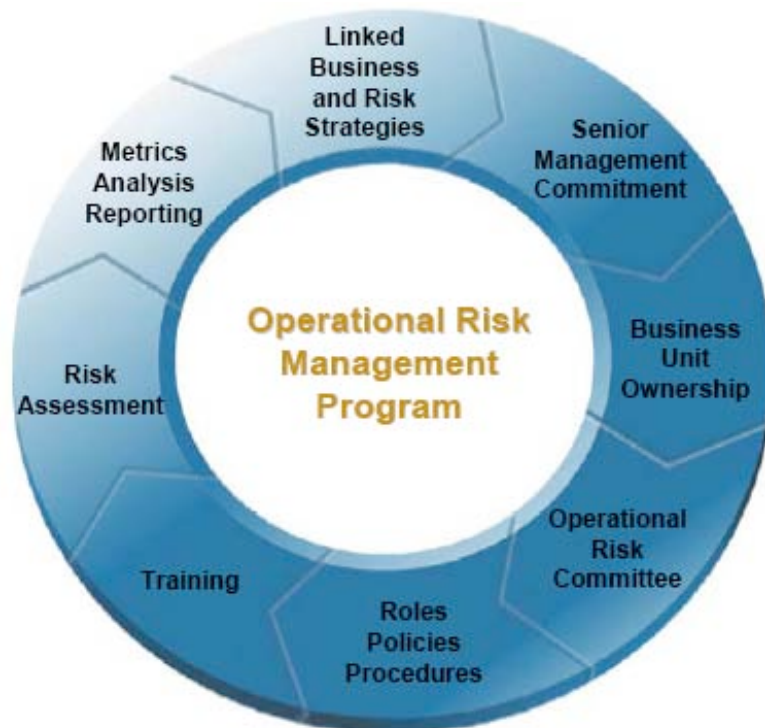 Linked
Business
and Risk
Strategies
Senior
Management
Commitment
Business
Unit
Ownership
Operational
Risk
Committee
Roles
Policies
Procedures
Training
Risk
Assessment
Metrics
Analysis
Reporting
Operational Risk
Management
Program